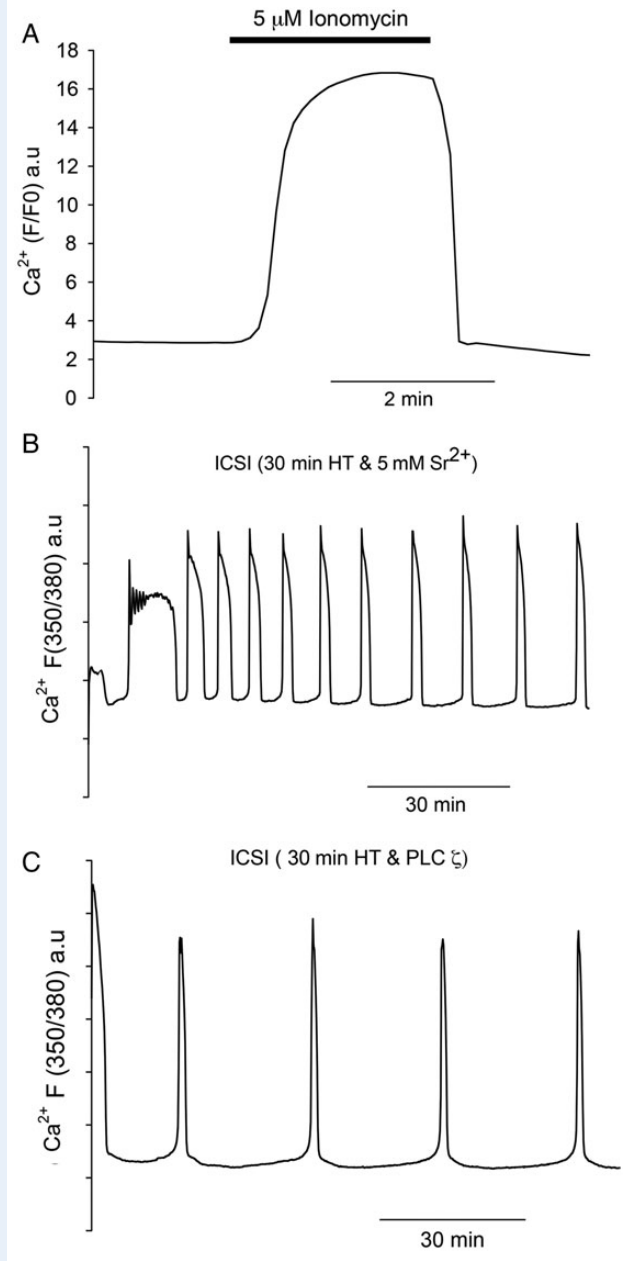 A
5 μM Ionomycin
18
16
14
12
10
8
6
4
2
0
Ca²⁺ (F/F0) a.u
2 min
B
ICSI (30 min HT & 5 mM Sr²⁺)
Ca²⁺ F(350/380) a.u
30 min
C
ICSI ( 30 min HT & PLC ζ)
Ca²⁺ F (350/380) a.u
30 min